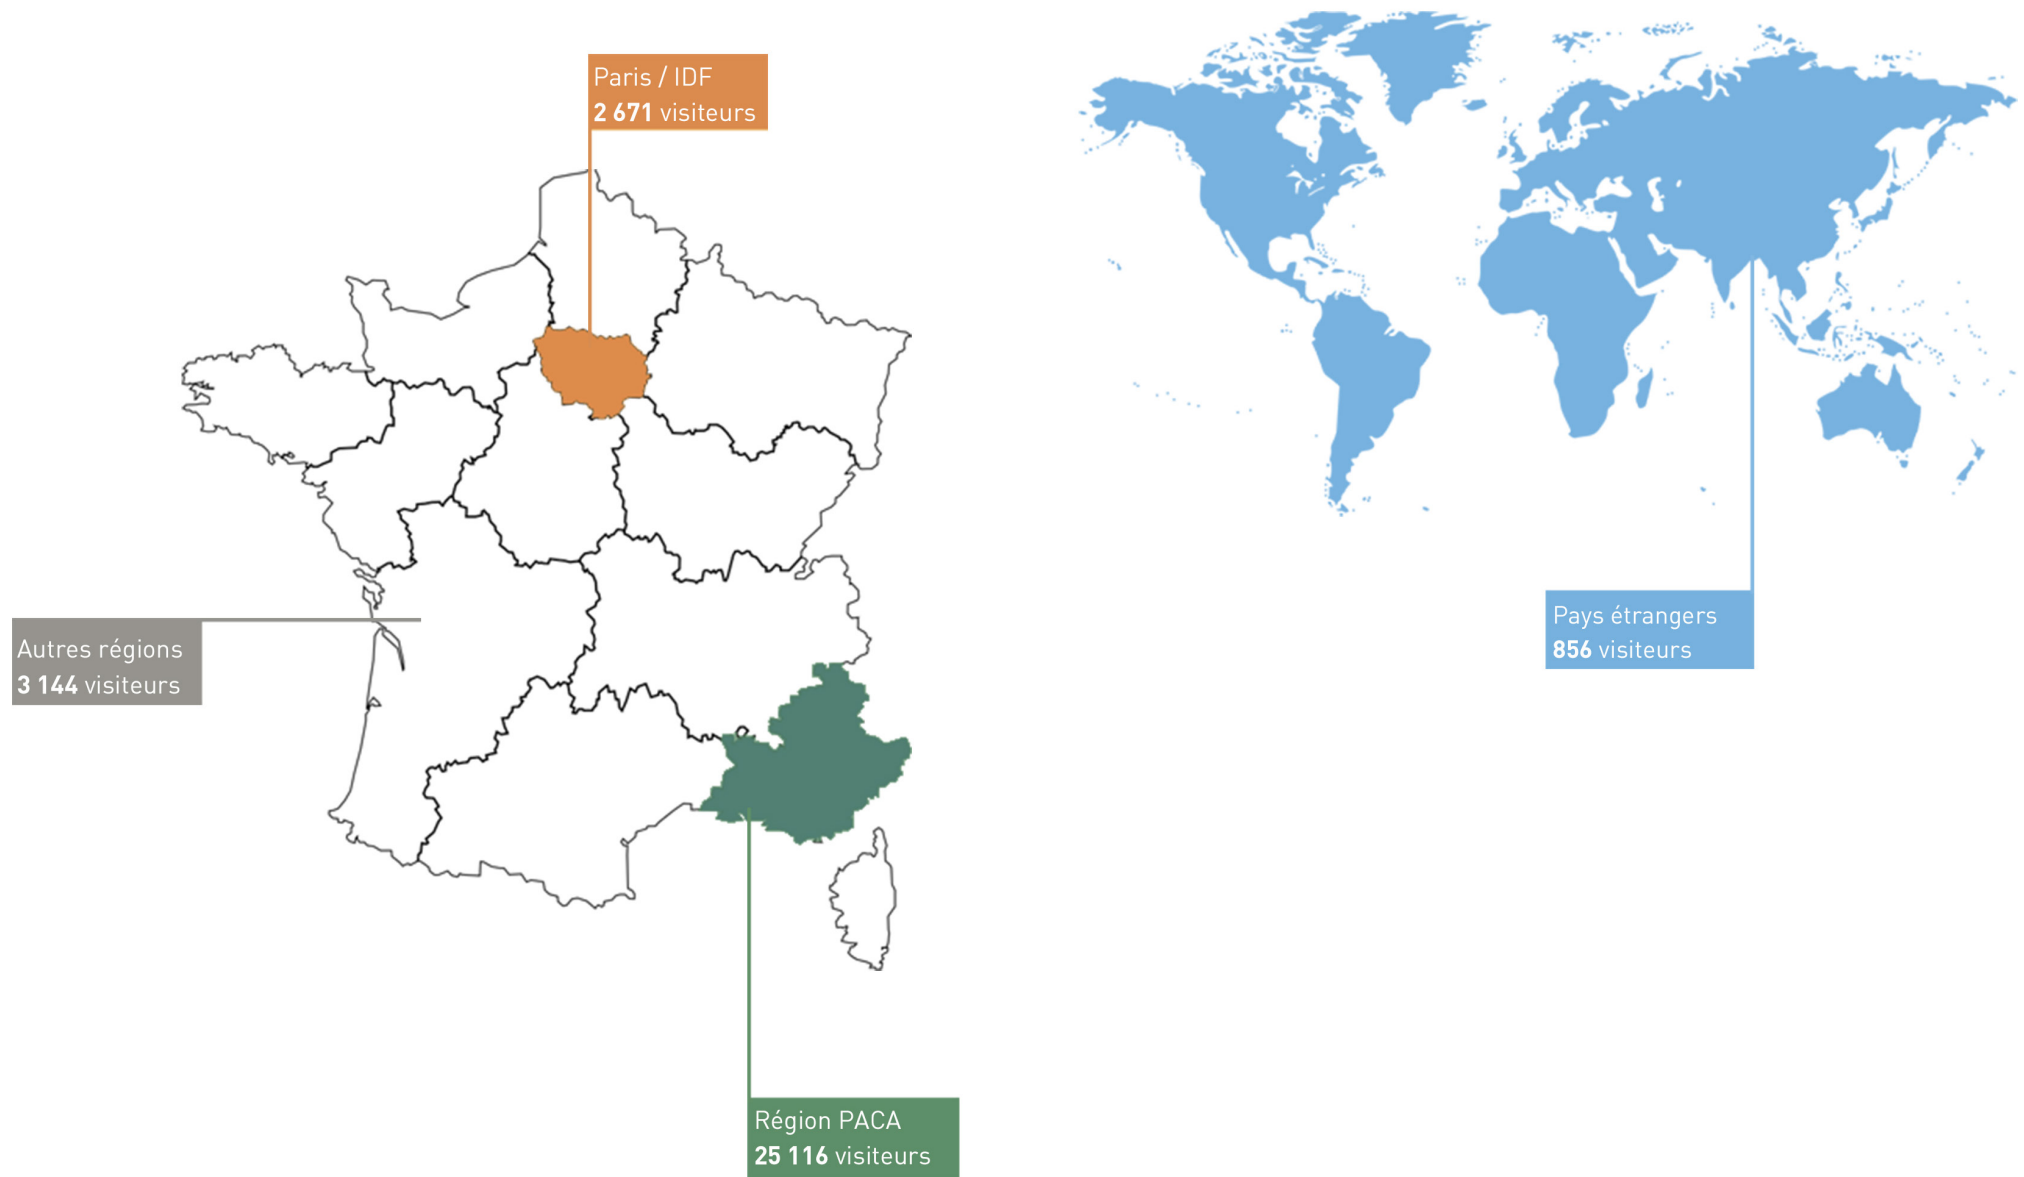 Paris / IDF
2 671 visiteurs
Autres régions
3 144 visiteurs
Pays étrangers
856 visiteurs
Région PACA
25 116 visiteurs